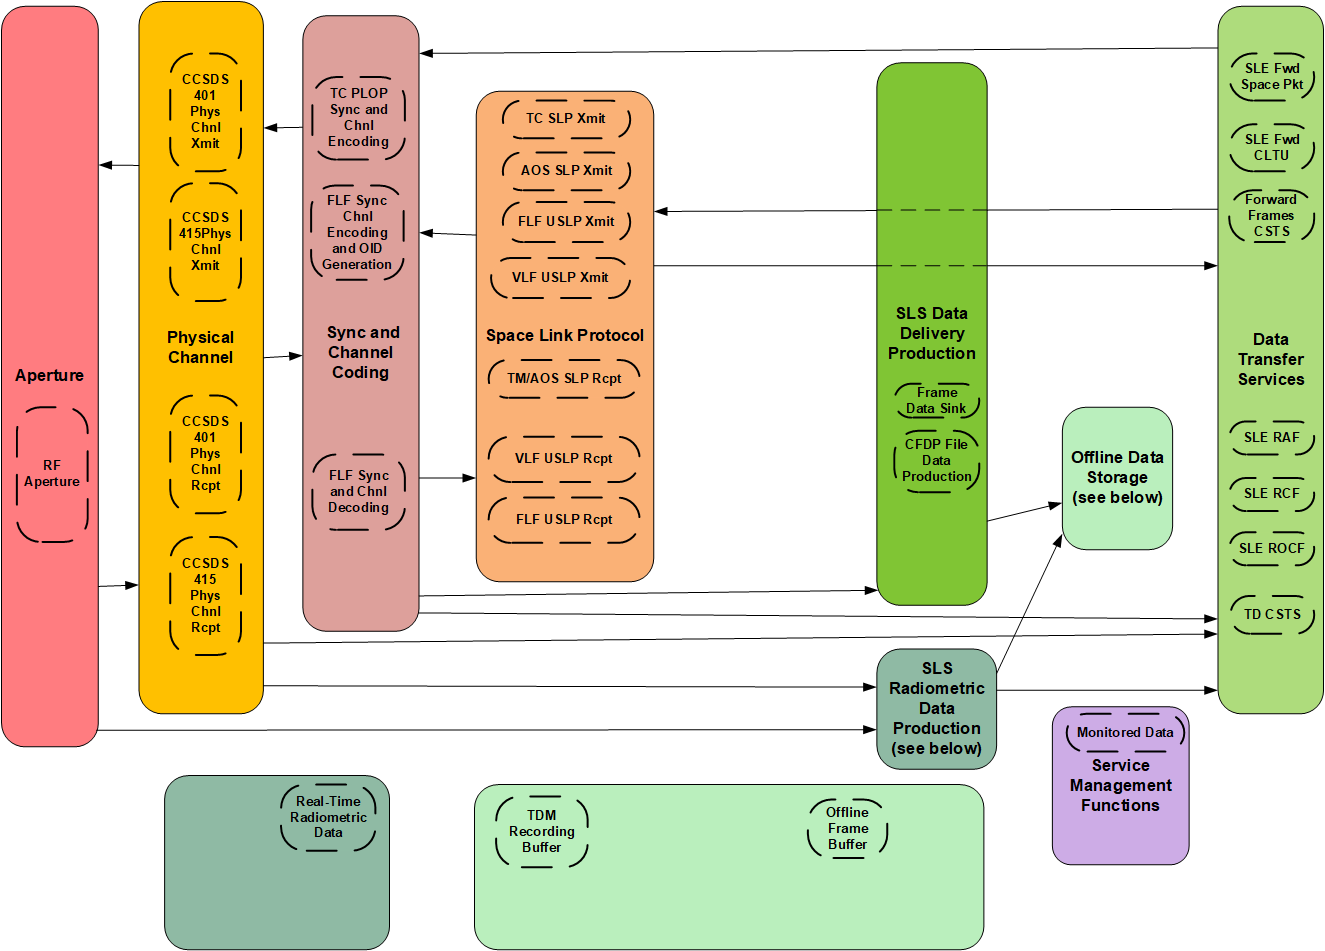 Aperture
RF
Aperture
CCSDS
401
Phys
Chnl
Xmit
CCSDS
415Phys
Chnl
Xmit
Physical
Channel
CCSDS
401
Phys
Chnl
Rcpt
CCSDS
415
Phys
Chnl
Rcpt
TC PLOP
Sync and
Chnl
Encoding
FLF Sync
Chnl
Encoding
and OID
Generation
Sync and
Channel
Coding
FLF Sync
and Chnl
Decoding
TC SLP Xmit
AOS SLP Xmit
FLF USLP Xmit
VLF USLP Xmit
Space Link Protocol
TM/AOS SLP Rcpt
VLF USLP Rcpt
FLF USLP Rcpt
SLS Data
Delivery
Production
Frame
Data Sink
CFDP File
Data
Production
SLS
Radiometric
Data
Production
(see below)
Offline Data
Storage
(see below)
SLE Fwd
Space Pkt
SLE Fwd
CLTU
Forward
Frames
CSTS
Data
Transfer
Services
SLE RAF
SLE RCF
SLE ROCF
TD CSTS
Monitored Data
Service
Management
Functions
Real-Time
Radiometric
Data
TDM
Recording
Buffer
Offline
Frame
Buffer